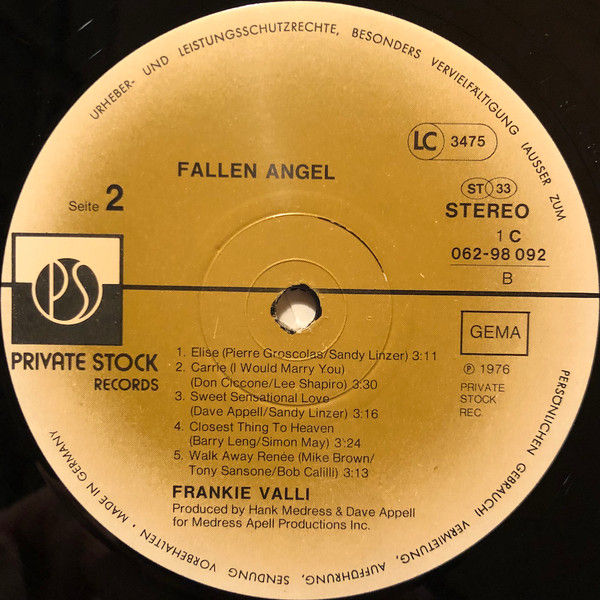 URHEBER- UND LEISTUNGSSCHUTZRECHTE, BESONDERS VERVIELFÄLTIGUNG (AUSSER ZUM
PERSÖNLICHEN GEBRAUCH) VERMIETUNG, AUFFÜHRUNG, SENDUNG VORBEHALTEN · MADE IN GERMANY
LC 3475
FALLEN ANGEL
Seite 2
ST 33
STEREO
1 C
062-98 092
B
PS
PRIVATE STOCK
RECORDS
GEMA
℗ 1976
PRIVATE
STOCK
REC.
1. Elise (Pierre Groscolas/Sandy Linzer) 3:11
2. Carrie (I Would Marry You)
(Don Ciccone/Lee Shapiro) 3:30
3. Sweet Sensational Love
(Dave Appell/Sandy Linzer) 3:16
4. Closest Thing To Heaven
(Barry Leng/Simon May) 3:24
5. Walk Away Renée (Mike Brown/
Tony Sansone/Bob Calilli) 3:13
FRANKIE VALLI
Produced by Hank Medress & Dave Appell
for Medress Apell Productions Inc.